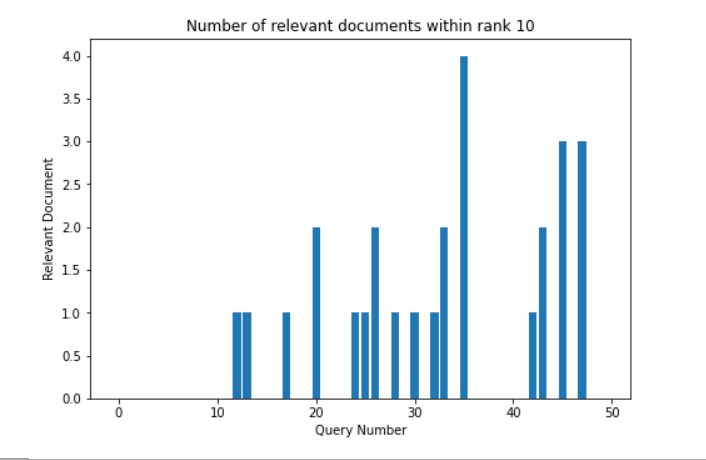 Number of relevant documents within rank 10
4.0
3.5
3.0
2.5
2.0
1.5
1.0
0.5
0.0
Relevant Document
0 10 20 30 40 50
Query Number